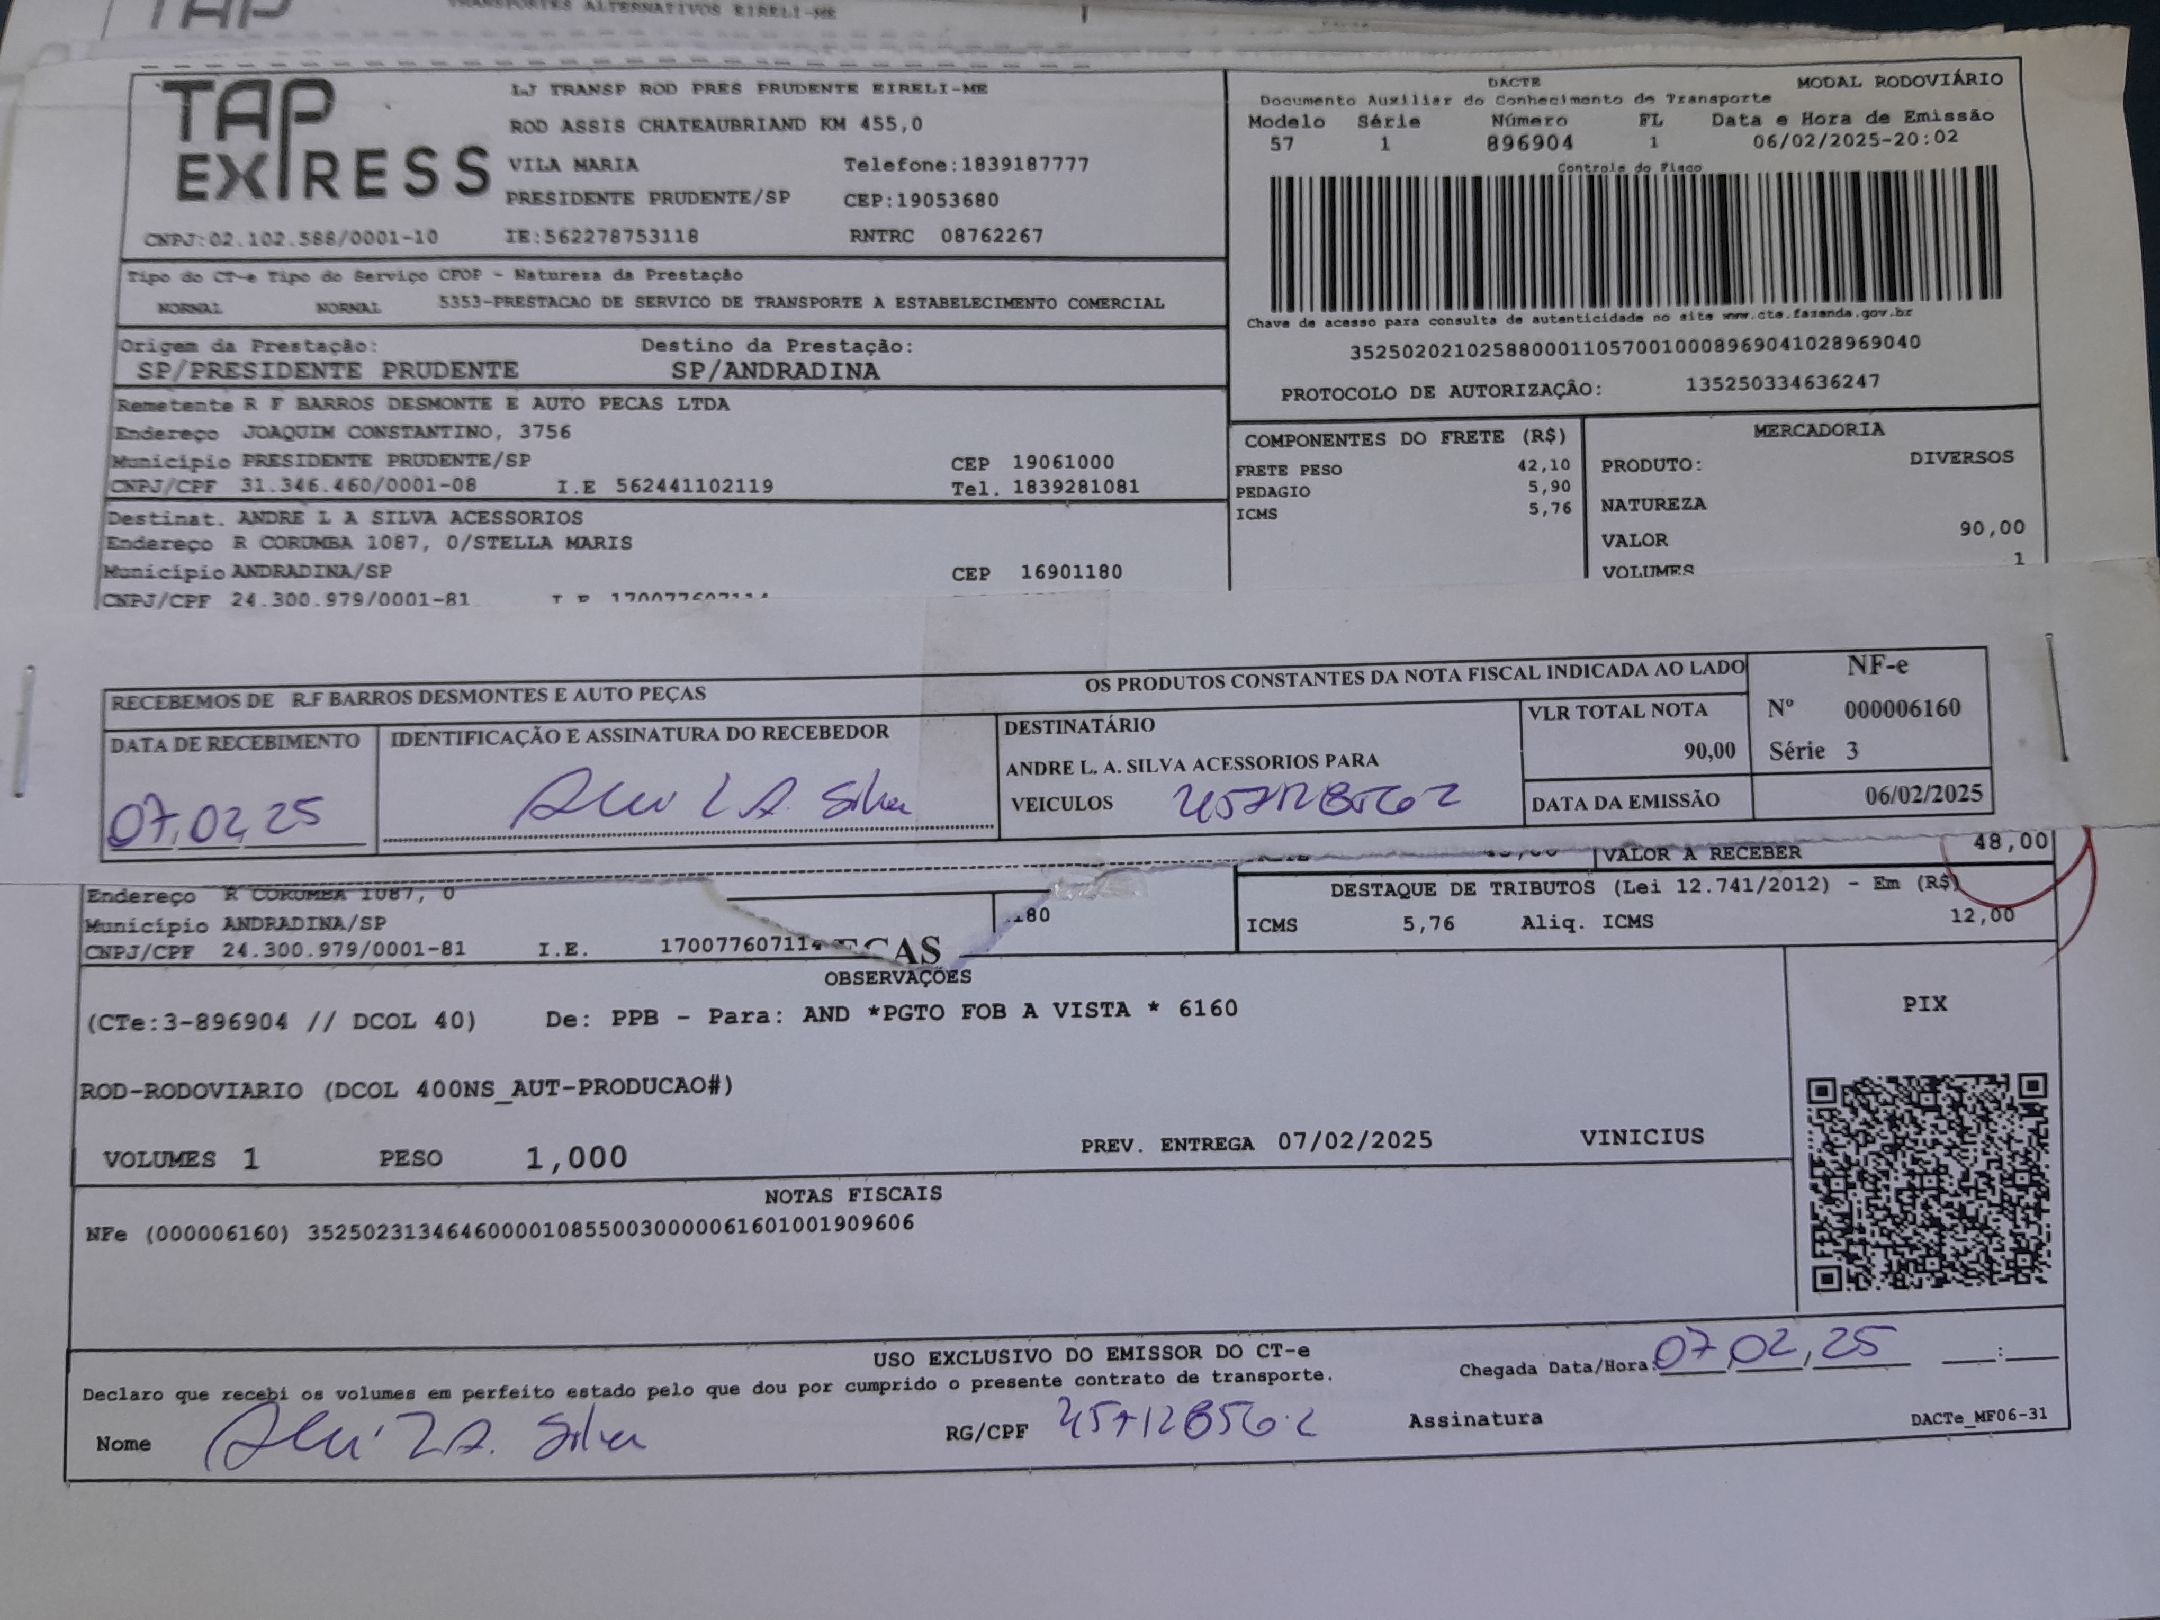 TRANSPORTES ALTERNATIVOS EIRELI-ME
TAP EXPRESS
LJ TRANSP ROD PRES PRUDENTE EIRELI-ME
ROD ASSIS CHATEAUBRIAND KM 455,0
VILA MARIA Telefone:1839187777
PRESIDENTE PRUDENTE/SP CEP:19053680
CNPJ:02.102.588/0001-10 IE:562278753118 RNTRC 08762267
DACTE MODAL RODOVIÁRIO
Documento Auxiliar do Conhecimento de Transporte
Modelo Série Número FL Data e Hora de Emissão
57 1 896904 1 06/02/2025-20:02
Controle do Fisco
Chave de acesso para consulta de autenticidade no site www.cte.fazenda.gov.br
35250202102588000110570010008969041028969040
PROTOCOLO DE AUTORIZAÇÃO: 135250334636247
Tipo do CT-e Tipo do Serviço CFOP - Natureza da Prestação
NORMAL NORMAL 5353-PRESTACAO DE SERVICO DE TRANSPORTE A ESTABELECIMENTO COMERCIAL
Origem da Prestação: Destino da Prestação:
SP/PRESIDENTE PRUDENTE SP/ANDRADINA
Remetente R F BARROS DESMONTE E AUTO PECAS LTDA
Endereço JOAQUIM CONSTANTINO, 3756
Município PRESIDENTE PRUDENTE/SP CEP 19061000
CNPJ/CPF 31.346.460/0001-08 I.E 562441102119 Tel. 1839281081
Destinat. ANDRE L A SILVA ACESSORIOS
Endereço R CORUMBA 1087, 0/STELLA MARIS
Município ANDRADINA/SP CEP 16901180
CNPJ/CPF 24.300.979/0001-81 I E 170077607114
COMPONENTES DO FRETE (R$)
FRETE PESO 42,10
PEDAGIO 5,90
ICMS 5,76
MERCADORIA
PRODUTO: DIVERSOS
NATUREZA
VALOR 90,00
VOLUMES 1
RECEBEMOS DE R.F BARROS DESMONTES E AUTO PEÇAS OS PRODUTOS CONSTANTES DA NOTA FISCAL INDICADA AO LADO
DATA DE RECEBIMENTO
07,02,25
IDENTIFICAÇÃO E ASSINATURA DO RECEBEDOR
L A. Silva
DESTINATÁRIO
ANDRE L. A. SILVA ACESSORIOS PARA
VEICULOS
VLR TOTAL NOTA
90,00
DATA DA EMISSÃO 06/02/2025
NF-e
Nº 000006160
Série 3
VALOR A RECEBER 48,00
Endereço R CORUMBA 1087, 0
Município ANDRADINA/SP 180
CNPJ/CPF 24.300.979/0001-81 I.E. 170077607114
ECAS
DESTAQUE DE TRIBUTOS (Lei 12.741/2012) - Em (R$)
ICMS 5,76 Aliq. ICMS 12,00
OBSERVAÇÕES
(CTe:3-896904 // DCOL 40) De: PPB - Para: AND *PGTO FOB A VISTA * 6160
ROD-RODOVIARIO (DCOL 400NS_AUT-PRODUCAO#)
VOLUMES 1 PESO 1,000 PREV. ENTREGA 07/02/2025 VINICIUS
PIX
NOTAS FISCAIS
NFe (000006160) 35250231346460000108550030000061601001909606
USO EXCLUSIVO DO EMISSOR DO CT-e
Declaro que recebi os volumes em perfeito estado pelo que dou por cumprido o presente contrato de transporte.
Chegada Data/Hora: 07,02,25 :
Nome L A. Silva RG/CPF Assinatura
DACTe_MF06-31